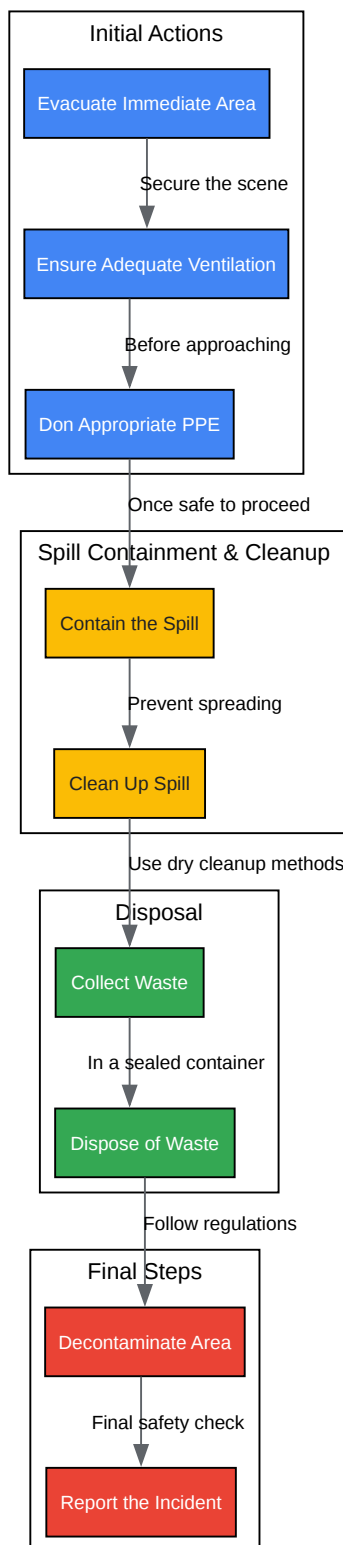 Initial Actions
Evacuate Immediate Area
Secure the scene
Ensure Adequate Ventilation
Before approaching
Don Appropriate PPE
Once safe to proceed
Spill Containment & Cleanup
Contain the Spill
Prevent spreading
Clean Up Spill
Use dry cleanup methods
Disposal
Collect Waste
In a sealed container
Dispose of Waste
Follow regulations
Final Steps
Decontaminate Area
Final safety check
Report the Incident